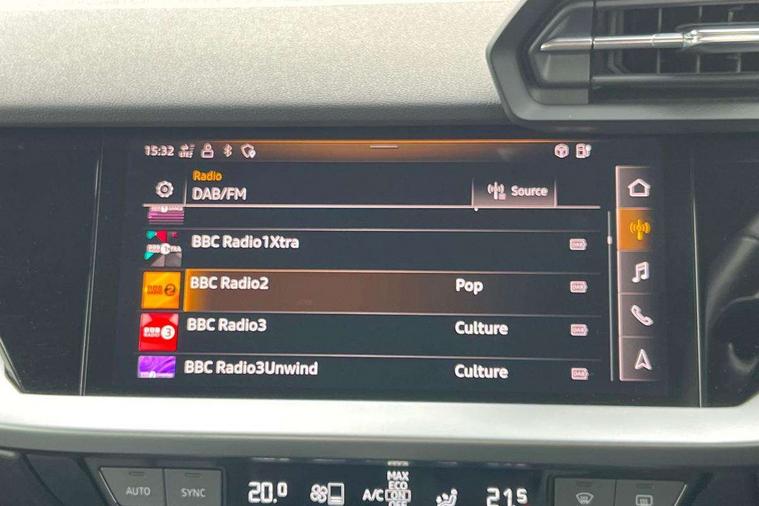 15:32
Radio
DAB/FM
Source
BBC Radio1Xtra
BBC Radio2 Pop
BBC Radio3 Culture
BBC Radio3Unwind Culture
AUTO SYNC 20.0 A/C MAX ECO ON OFF 21.5